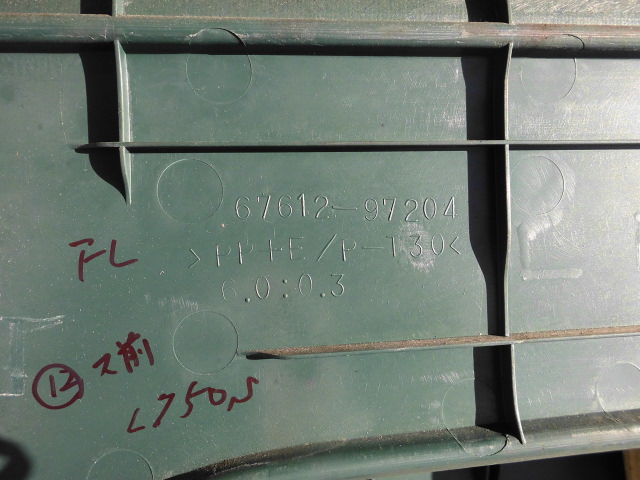 67612-97204
>PP+E/P-T30<
6.0:0.3
FL
⑫ ス前
L750S